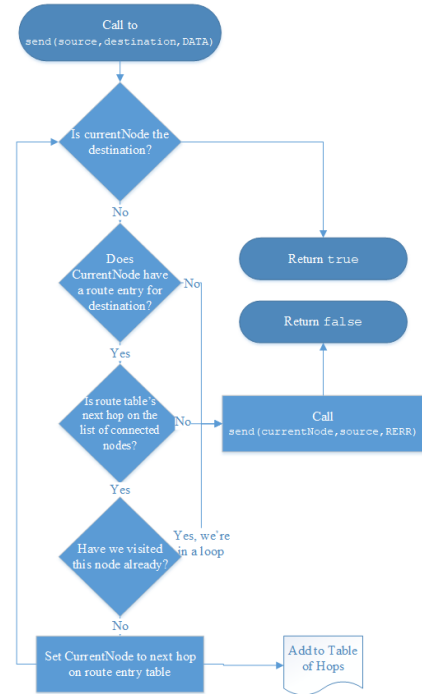 Call to
send(source,destination,DATA)
Is currentNode the
destination?
No
Does
CurrentNode have
a route entry for
destination?
No
Return true
Return false
Yes
Is route table's
next hop on the
list of connected
nodes?
No
Call
send(currentNode,source,RERR)
Yes
Have we visited
this node already?
Yes, we're
in a loop
No
Set CurrentNode to next hop
on route entry table
Add to Table
of Hops